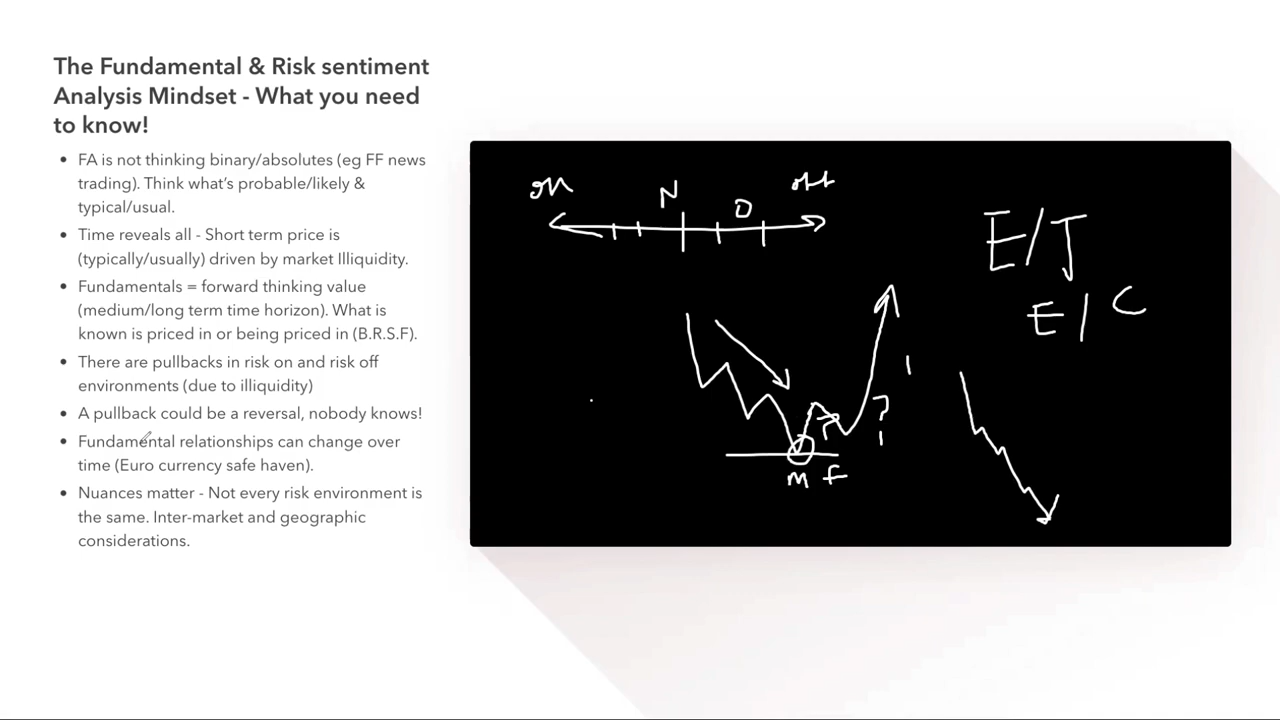 The Fundamental & Risk sentiment
Analysis Mindset - What you need
to know!
• FA is not thinking binary/absolutes (eg FF news
trading). Think what's probable/likely &
typical/usual.
• Time reveals all - Short term price is
(typically/usually) driven by market Illiquidity.
• Fundamentals = forward thinking value
(medium/long term time horizon). What is
known is priced in or being priced in (B.R.S.F).
• There are pullbacks in risk on and risk off
environments (due to illiquidity)
• A pullback could be a reversal, nobody knows!
• Fundamental relationships can change over
time (Euro currency safe haven).
• Nuances matter - Not every risk environment is
the same. Inter-market and geographic
considerations.
on N off
E/J
E/C
?
M F